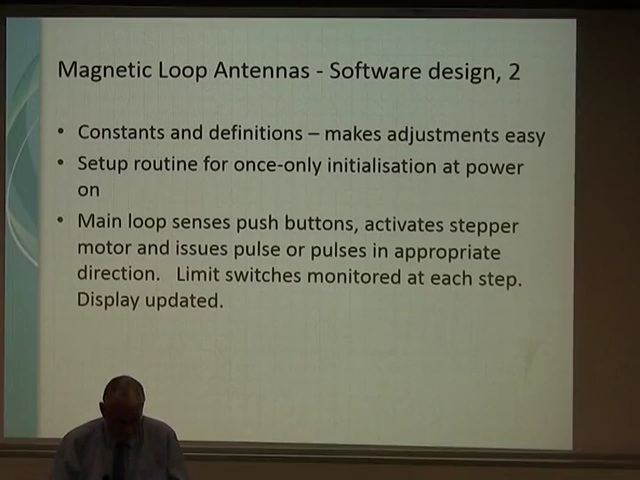 Magnetic Loop Antennas - Software design, 2
• Constants and definitions – makes adjustments easy
• Setup routine for once-only initialisation at power
on
• Main loop senses push buttons, activates stepper
motor and issues pulse or pulses in appropriate
direction. Limit switches monitored at each step.
Display updated.